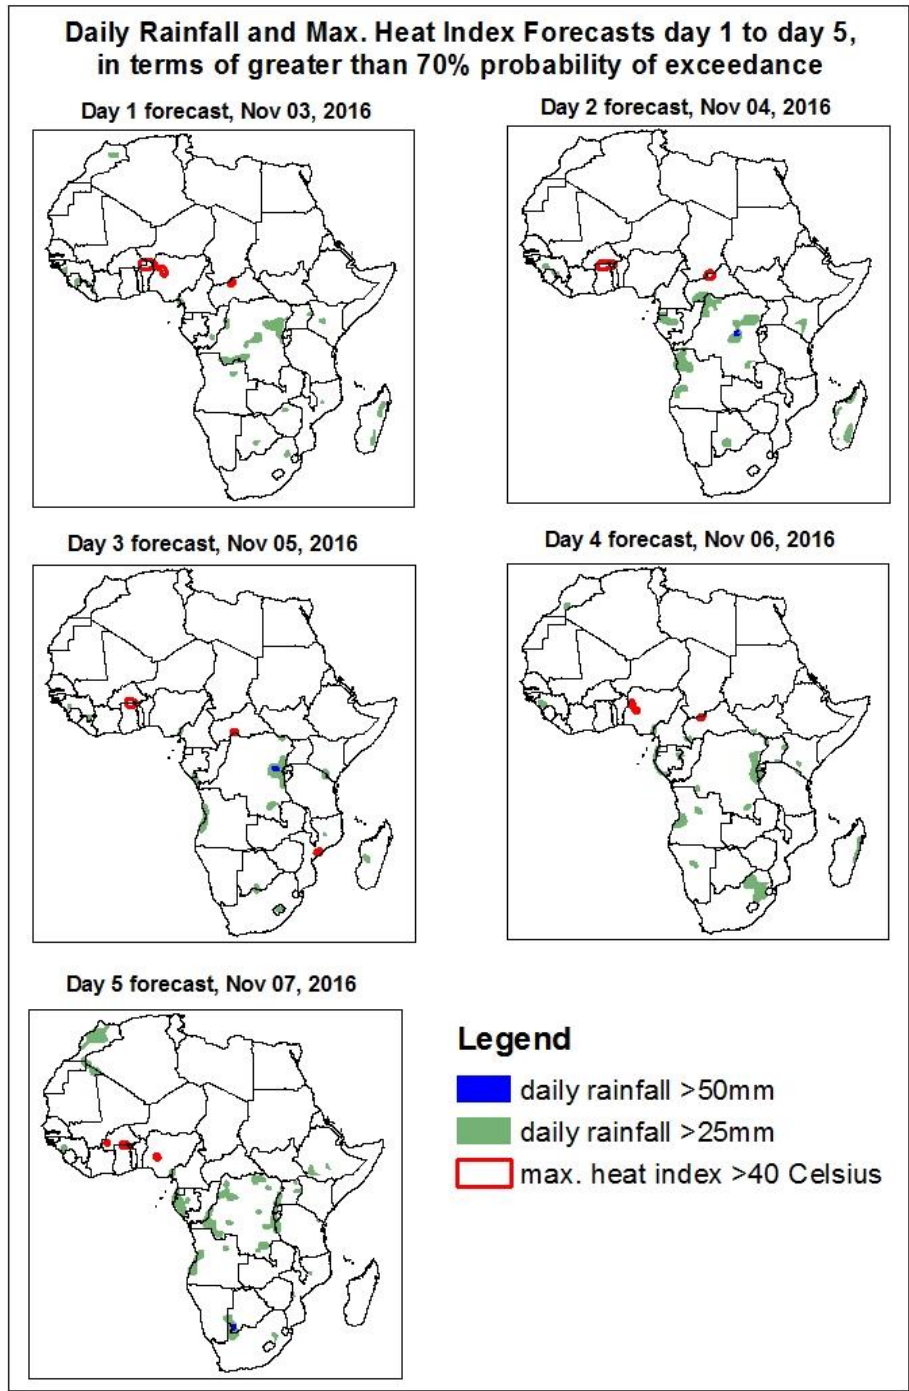 Daily Rainfall and Max. Heat Index Forecasts day 1 to day 5,
in terms of greater than 70% probability of exceedance
Day 1 forecast, Nov 03, 2016
Day 2 forecast, Nov 04, 2016
Day 3 forecast, Nov 05, 2016
Day 4 forecast, Nov 06, 2016
Day 5 forecast, Nov 07, 2016
Legend
daily rainfall >50mm
daily rainfall >25mm
max. heat index >40 Celsius